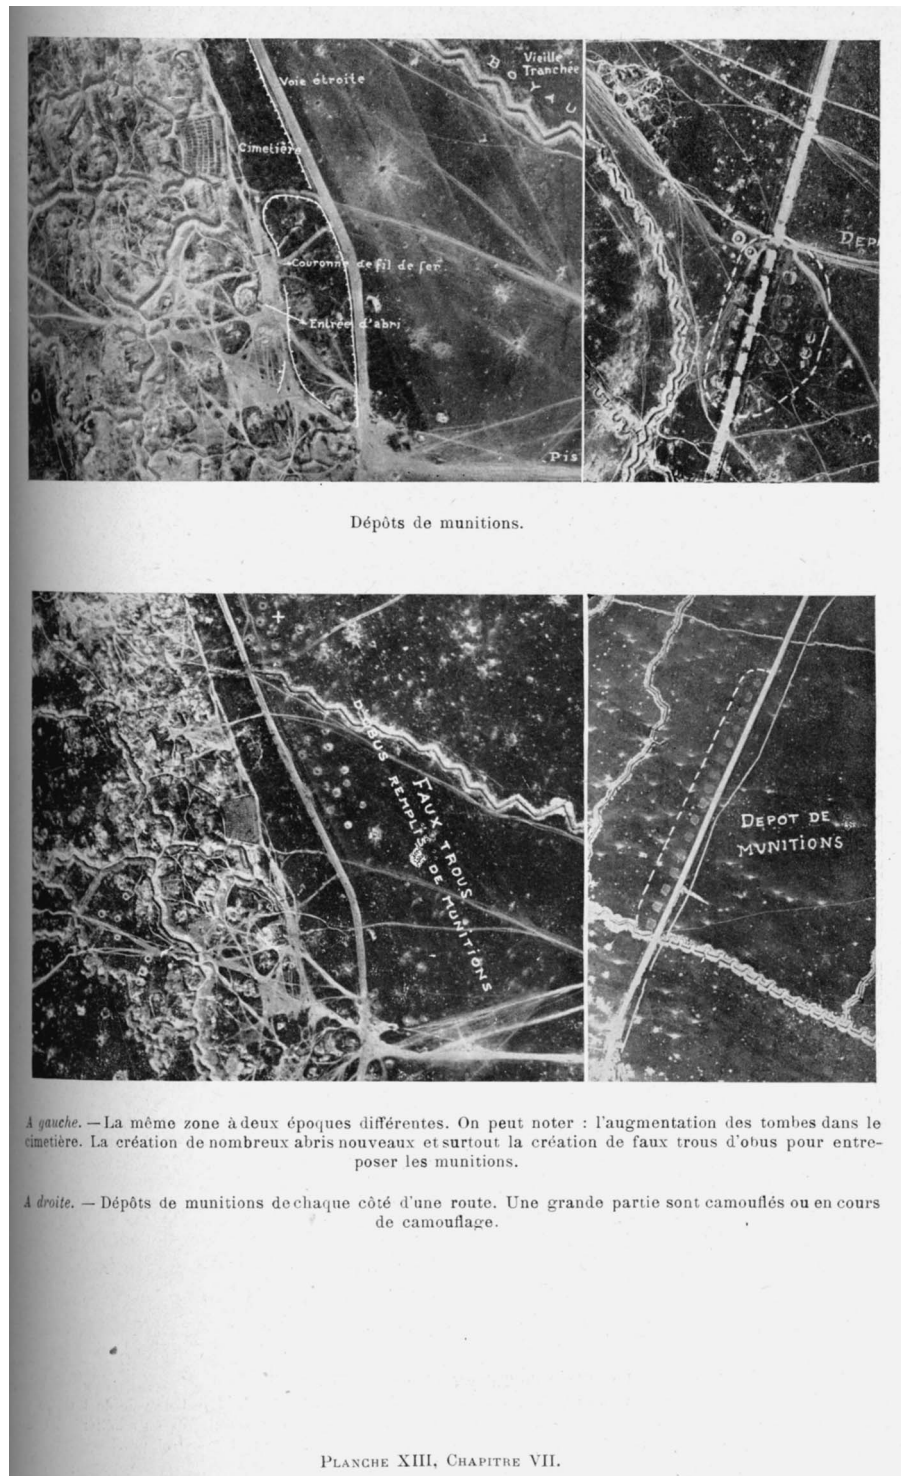 Voie étroite
Cimetière
Couronne de fil de fer.
Entrée d'abri
BOYAU
Vieille
Tranchée
Pis
DEP
Dépôts de munitions.
FAUX TROUS
D'OBUS REMPLIS DE MUNITIONS
DEPOT DE
MUNITIONS
A gauche. — La même zone à deux époques différentes. On peut noter : l'augmentation des tombes dans le
cimetière. La création de nombreux abris nouveaux et surtout la création de faux trous d'obus pour entre-
poser les munitions.
A droite. — Dépôts de munitions de chaque côté d'une route. Une grande partie sont camouflés ou en cours
de camouflage.
PLANCHE XIII, CHAPITRE VII.